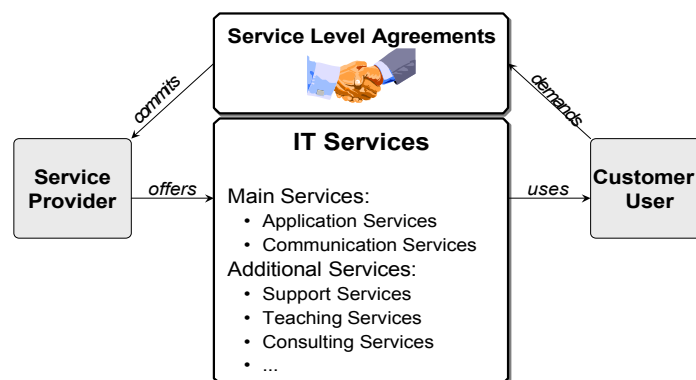 Service Level Agreements
commits
demands
IT Services
Service
Provider
offers
uses
Customer
User
Main Services:
• Application Services
• Communication Services
Additional Services:
• Support Services
• Teaching Services
• Consulting Services
• ...